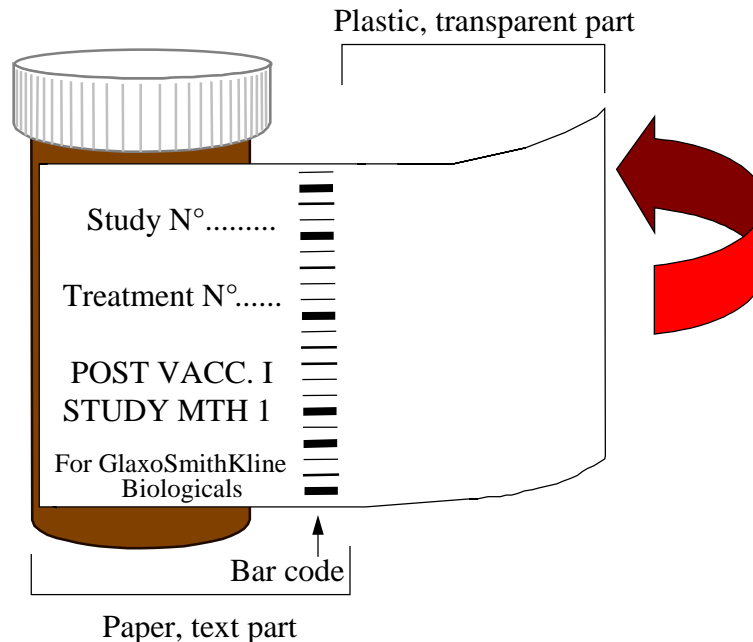 Plastic, transparent part
Study N°.........
Treatment N°......
POST VACC. I
STUDY MTH 1
For GlaxoSmithKline
Biologicals
Bar code
Paper, text part